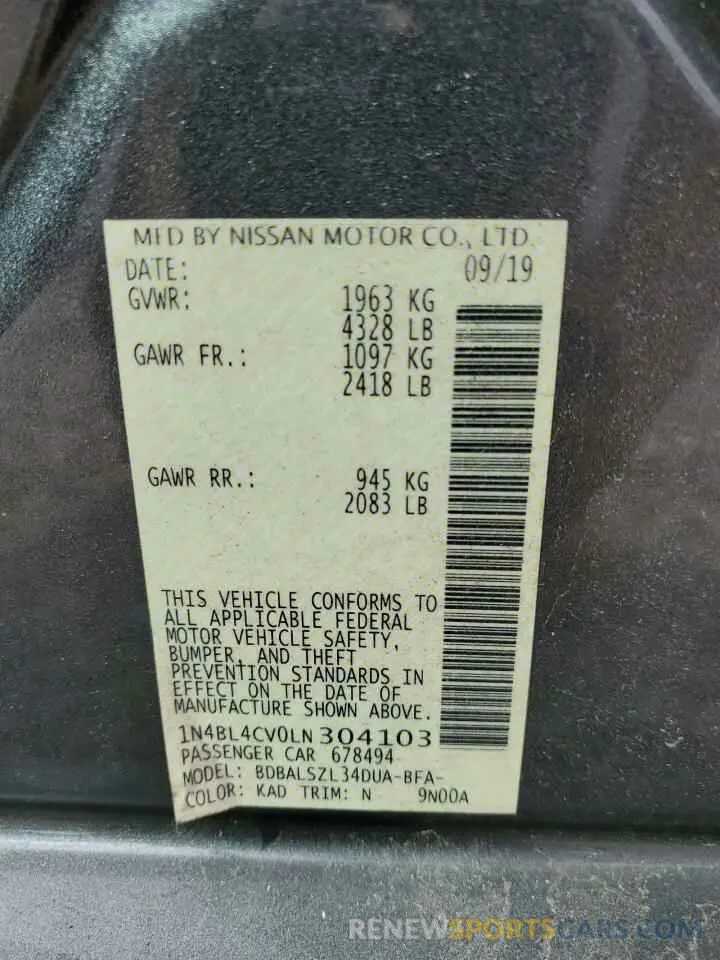 MFD BY NISSAN MOTOR CO., LTD.
DATE: 09/19
GVWR: 1963 KG
4328 LB
GAWR FR.: 1097 KG
2418 LB
GAWR RR.: 945 KG
2083 LB
THIS VEHICLE CONFORMS TO
ALL APPLICABLE FEDERAL
MOTOR VEHICLE SAFETY,
BUMPER, AND THEFT
PREVENTION STANDARDS IN
EFFECT ON THE DATE OF
MANUFACTURE SHOWN ABOVE.
1N4BL4CV0LN304103
PASSENGER CAR 678494
MODEL: BDBALSZL34DUA-BFA-
COLOR: KAD TRIM: N 9N00A
RENEWSPORTSCARS.COM